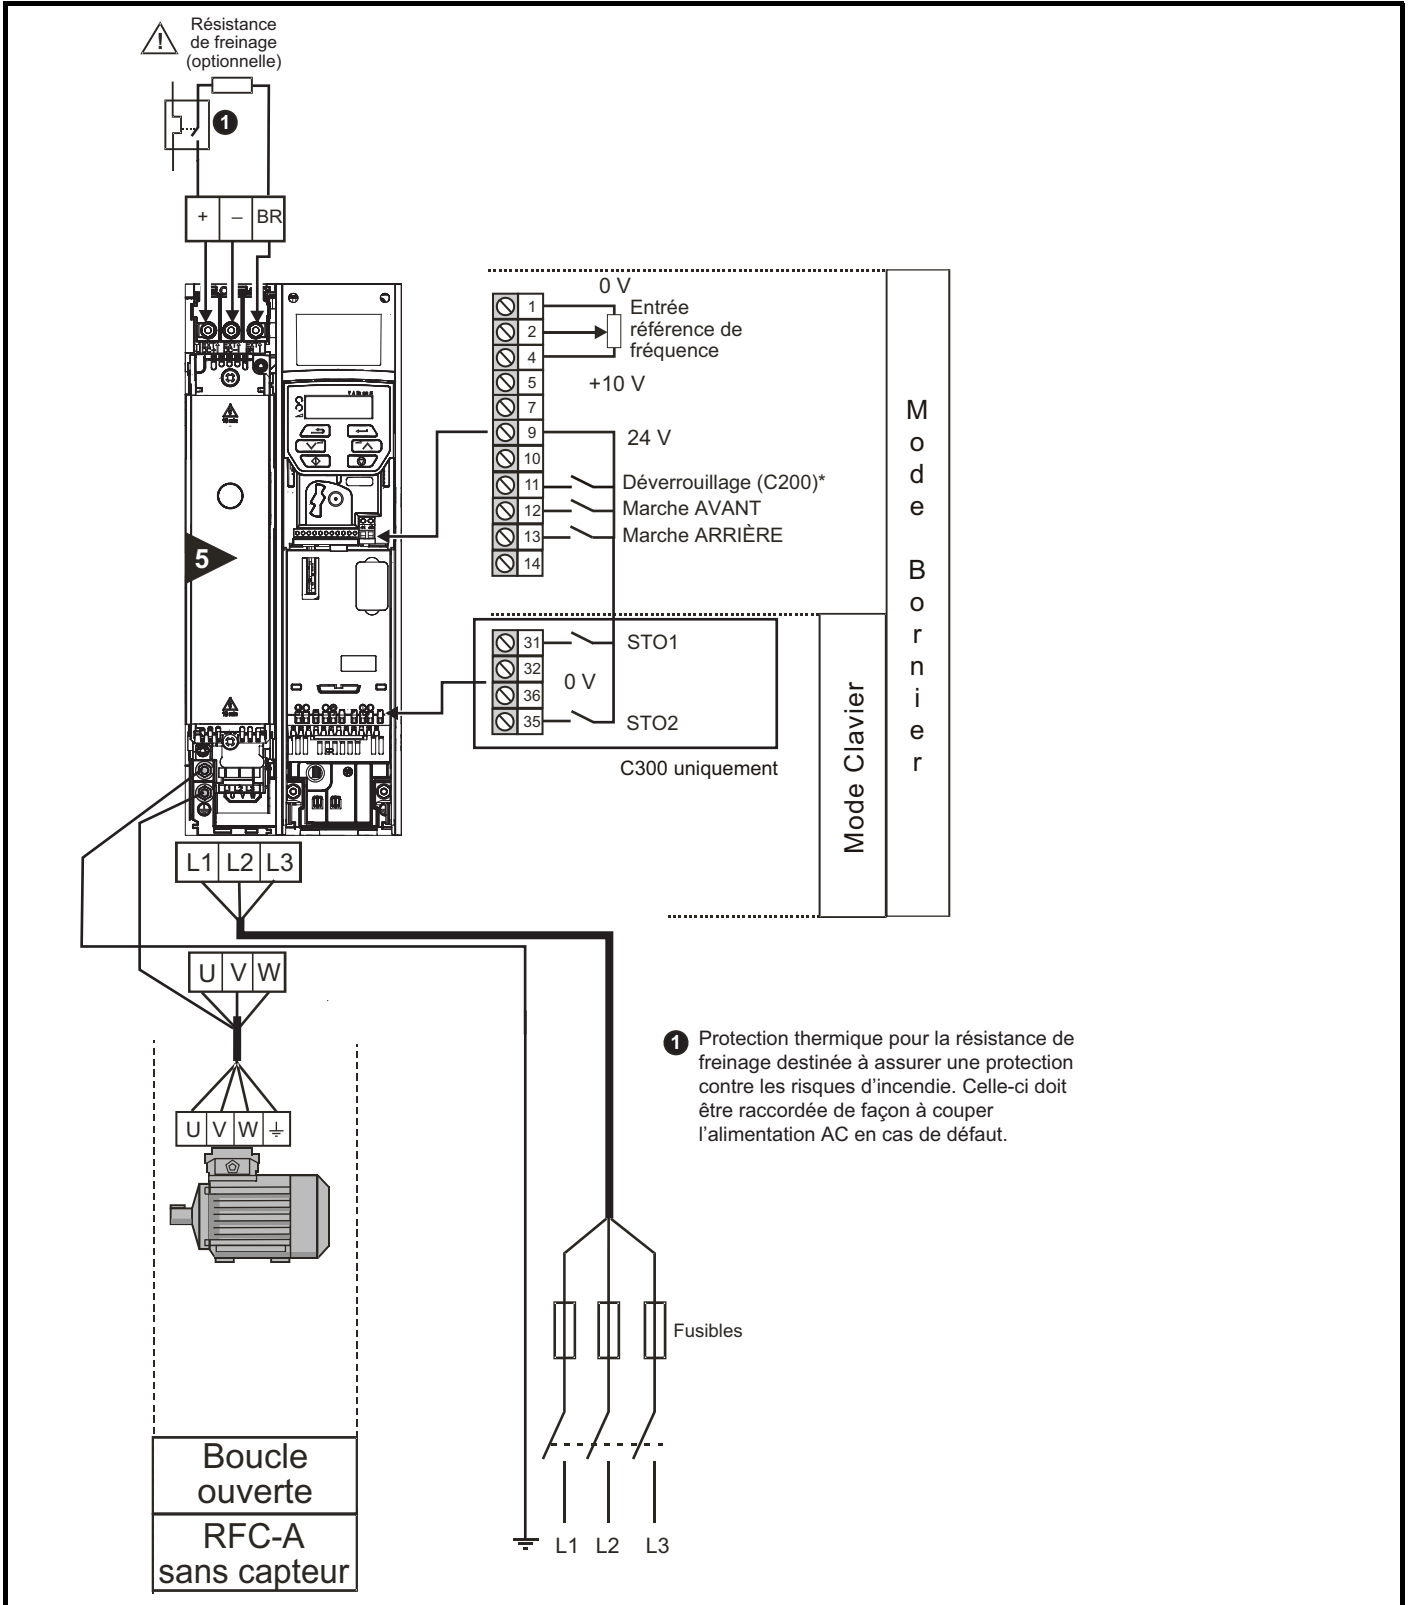 Résistance
de freinage
(optionnelle)
1
+ – BR
0 V
1
Entrée
2
référence de
4
fréquence
5
+10 V
7
9
24 V
10
11
Déverrouillage (C200)*
12
Marche AVANT
13
Marche ARRIÈRE
14
5
31
STO1
32
0 V
36
35
STO2
C300 uniquement
Mode Clavier
Mode Bornier
L1 L2 L3
U V W
U V W
1 Protection thermique pour la résistance de
freinage destinée à assurer une protection
contre les risques d'incendie. Celle-ci doit
être raccordée de façon à couper
l'alimentation AC en cas de défaut.
Fusibles
L1 L2 L3
Boucle
ouverte
RFC-A
sans capteur